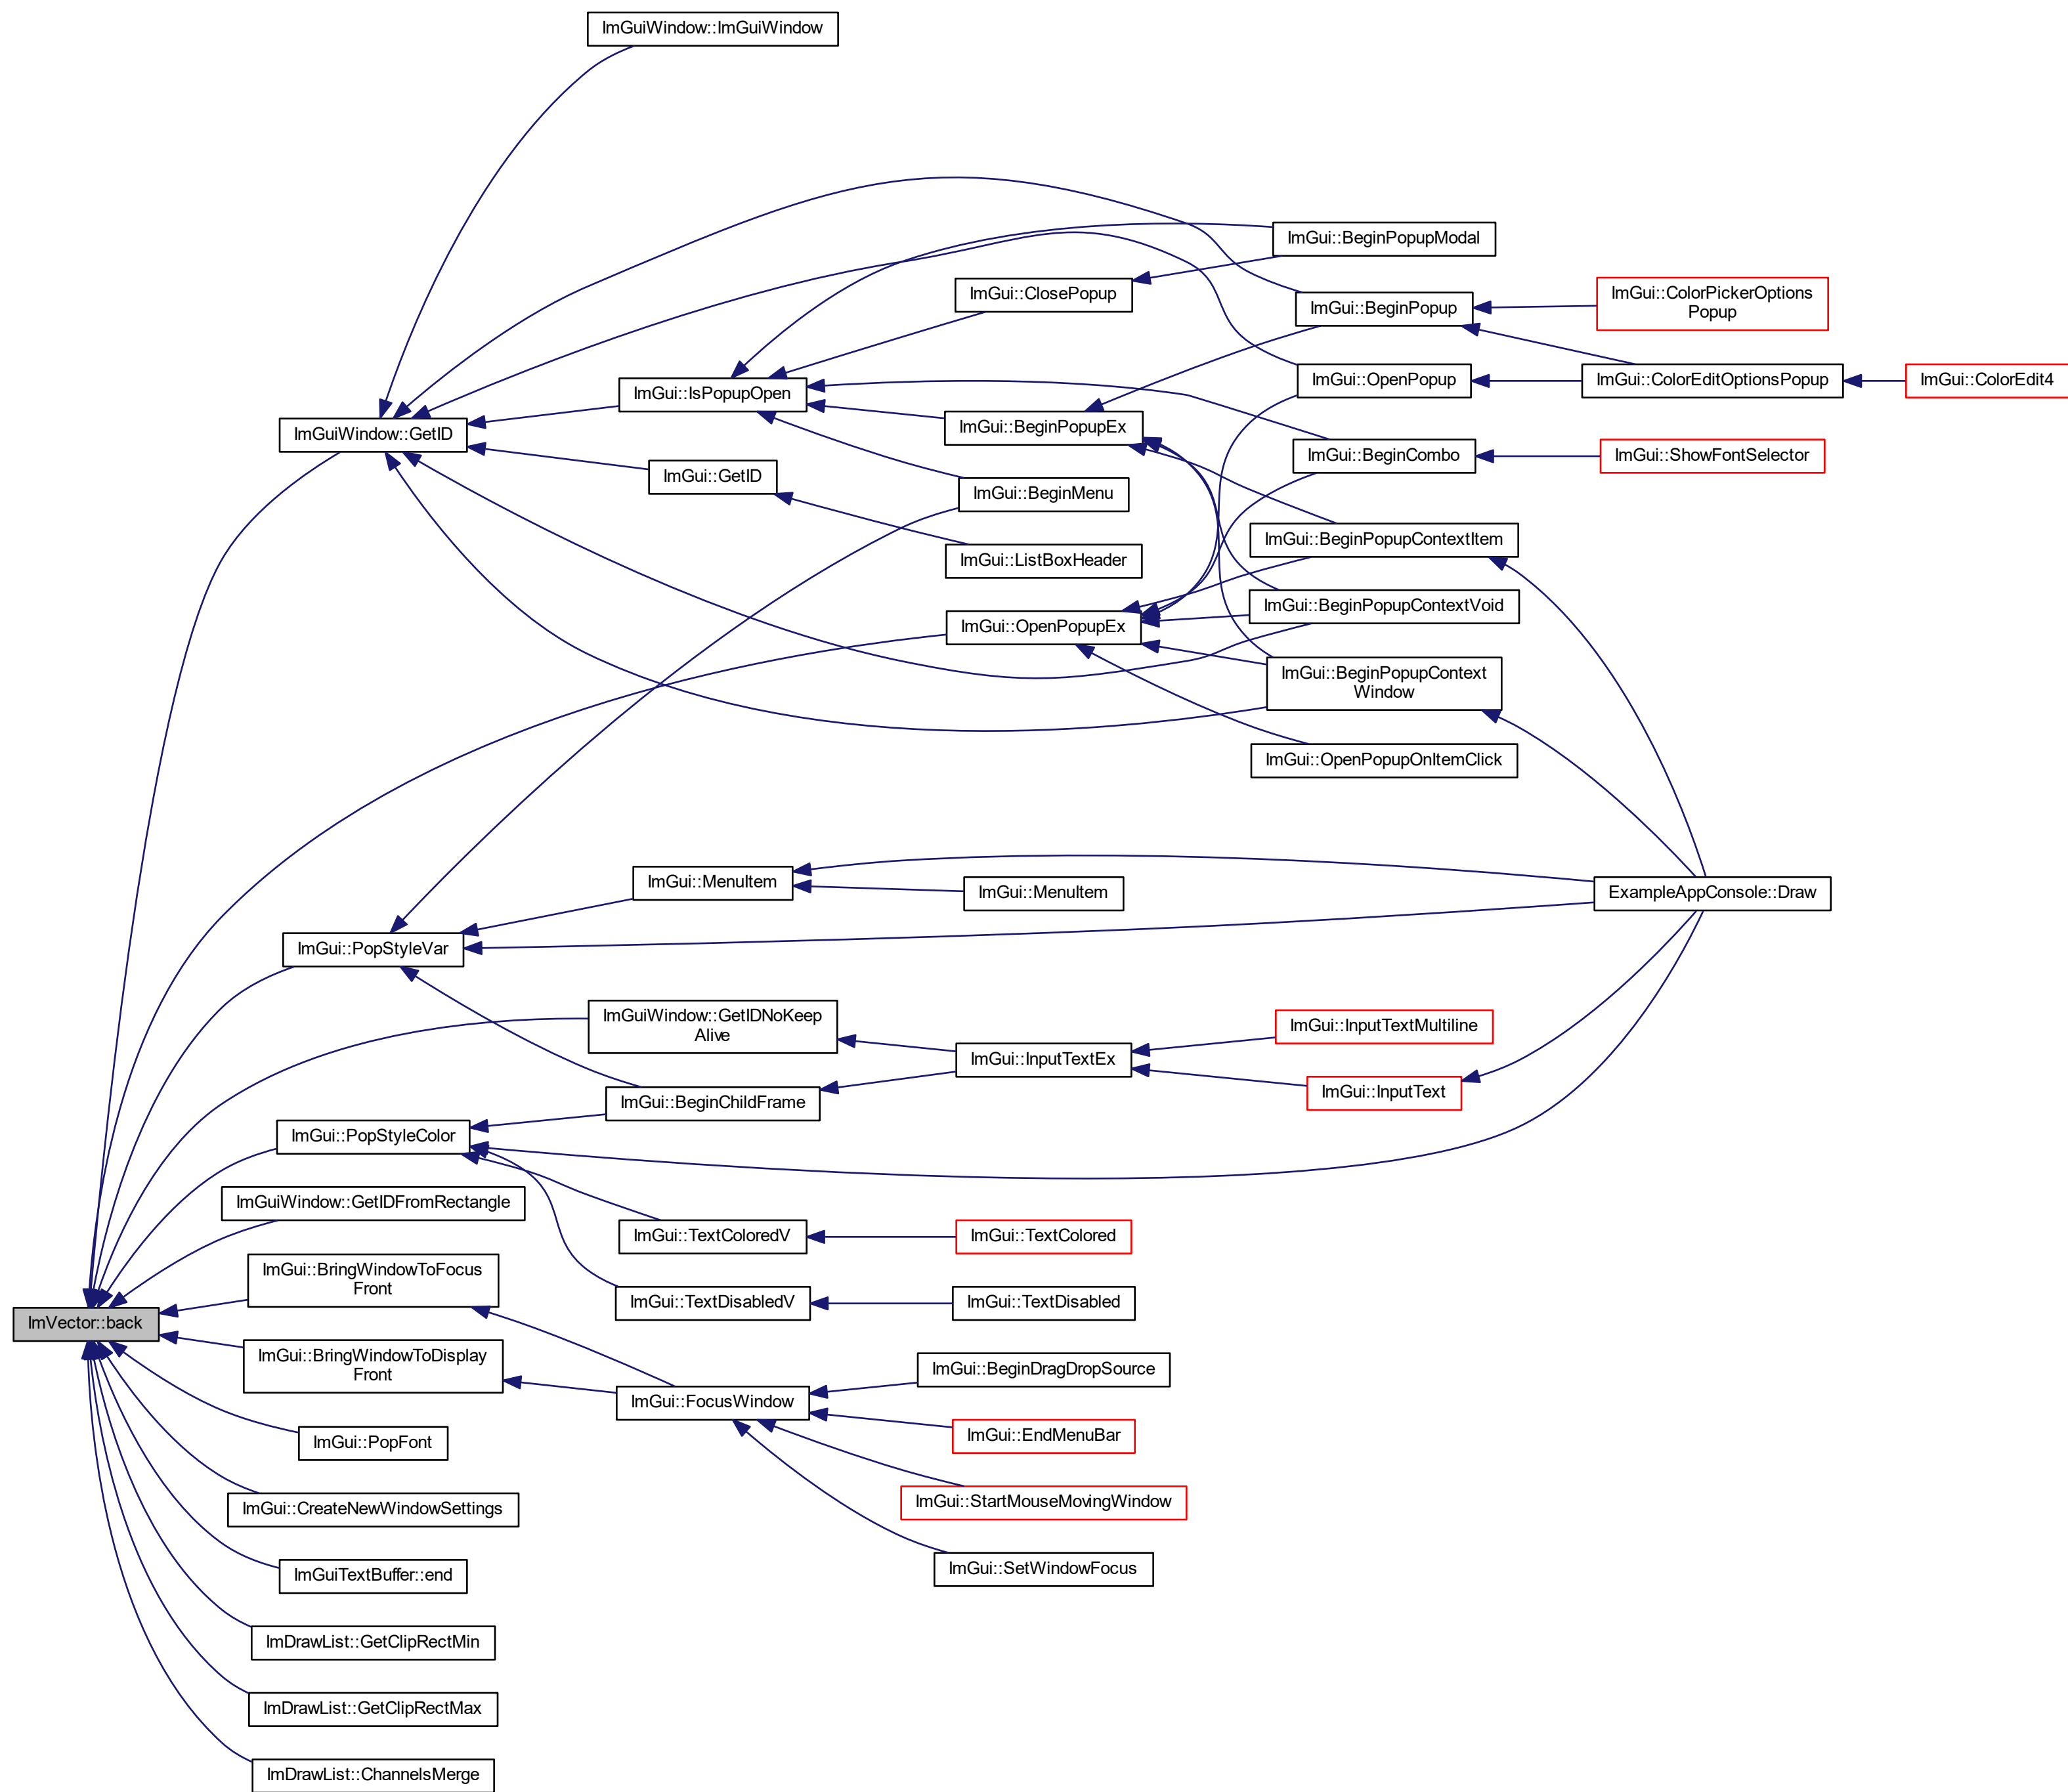 ImGuiWindow::ImGuiWindow
ImGui::BeginPopupModal
ImGui::ClosePopup
ImGui::BeginPopup
ImGui::ColorPickerOptions
Popup
ImGui::IsPopupOpen
ImGui::OpenPopup
ImGui::ColorEditOptionsPopup
ImGui::ColorEdit4
ImGuiWindow::GetID
ImGui::BeginPopupEx
ImGui::BeginCombo
ImGui::ShowFontSelector
ImGui::GetID
ImGui::BeginMenu
ImGui::BeginPopupContextItem
ImGui::ListBoxHeader
ImGui::BeginPopupContextVoid
ImGui::OpenPopupEx
ImGui::BeginPopupContext
Window
ImGui::OpenPopupOnItemClick
ImGui::MenuItem
ImGui::MenuItem
ExampleAppConsole::Draw
ImGui::PopStyleVar
ImGuiWindow::GetIDNoKeep
Alive
ImGui::InputTextMultiline
ImGui::InputTextEx
ImGui::InputText
ImGui::BeginChildFrame
ImGui::PopStyleColor
ImGuiWindow::GetIDFromRectangle
ImGui::TextColoredV
ImGui::TextColored
ImGui::BringWindowToFocus
Front
ImGui::TextDisabledV
ImGui::TextDisabled
ImVector::back
ImGui::BringWindowToDisplay
Front
ImGui::BeginDragDropSource
ImGui::FocusWindow
ImGui::PopFont
ImGui::EndMenuBar
ImGui::CreateNewWindowSettings
ImGui::StartMouseMovingWindow
ImGuiTextBuffer::end
ImGui::SetWindowFocus
ImDrawList::GetClipRectMin
ImDrawList::GetClipRectMax
ImDrawList::ChannelsMerge